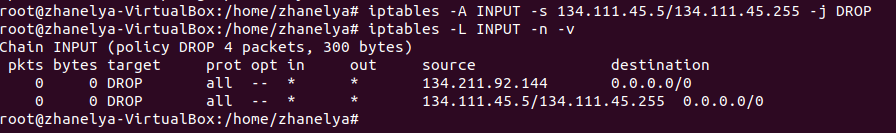 root@zhanelya-VirtualBox:/home/zhanelya# iptables -A INPUT -s 134.111.45.5/134.111.45.255 -j DROP
root@zhanelya-VirtualBox:/home/zhanelya# iptables -L INPUT -n -v
Chain INPUT (policy DROP 4 packets, 300 bytes)
 pkts bytes target     prot opt in     out     source               destination
    0     0 DROP       all  --  *      *       134.211.92.144       0.0.0.0/0
    0     0 DROP       all  --  *      *       134.111.45.5/134.111.45.255  0.0.0.0/0
root@zhanelya-VirtualBox:/home/zhanelya#